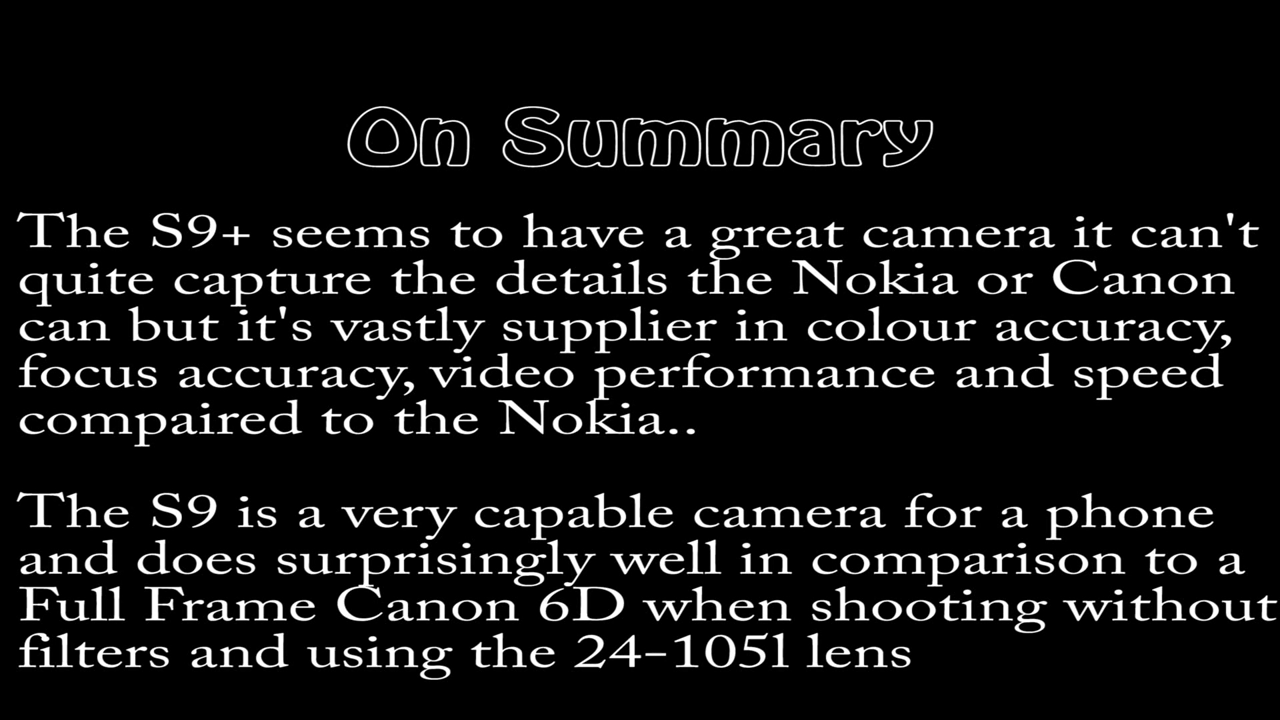 On Summary
The S9+ seems to have a great camera it can't
quite capture the details the Nokia or Canon
can but it's vastly supplier in colour accuracy,
focus accuracy, video performance and speed
compaired to the Nokia..
The S9 is a very capable camera for a phone
and does surprisingly well in comparison to a
Full Frame Canon 6D when shooting without
filters and using the 24-105l lens